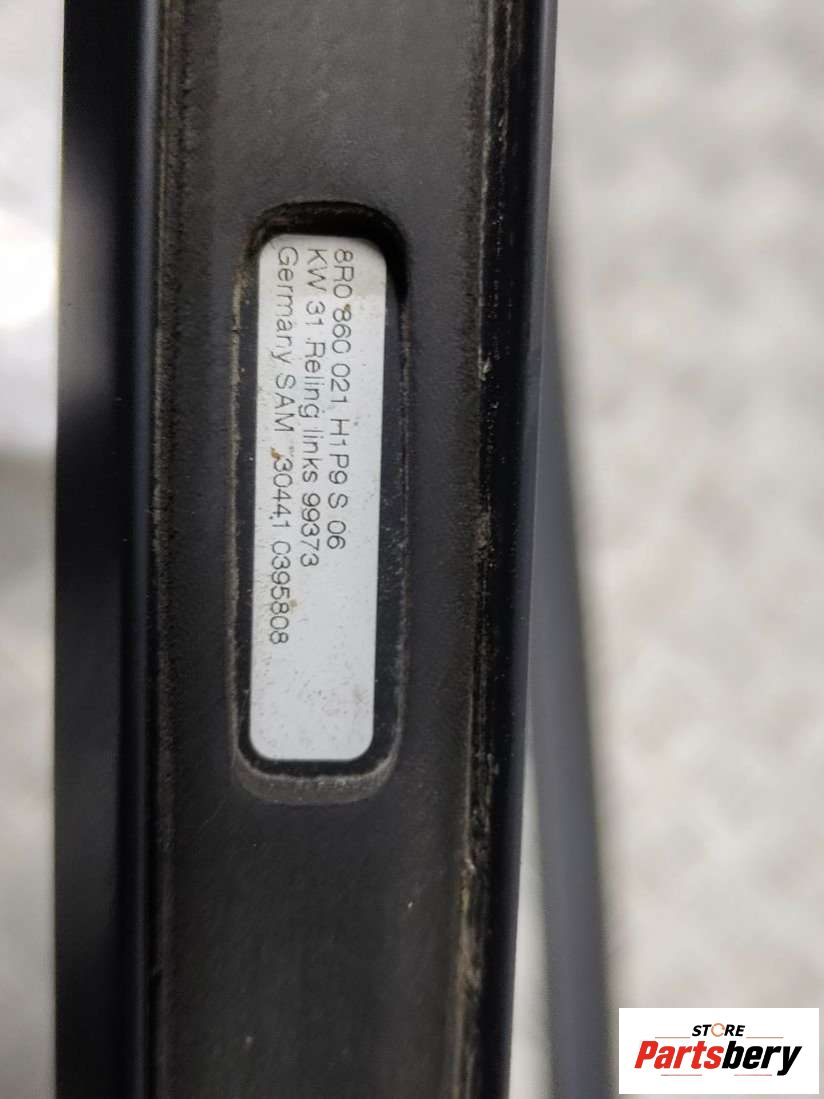 8R0 860 021 H1P9 S 06
KW 31 Reling links 99373
Germany SAM 30441 0395808
STORE
Partsbery